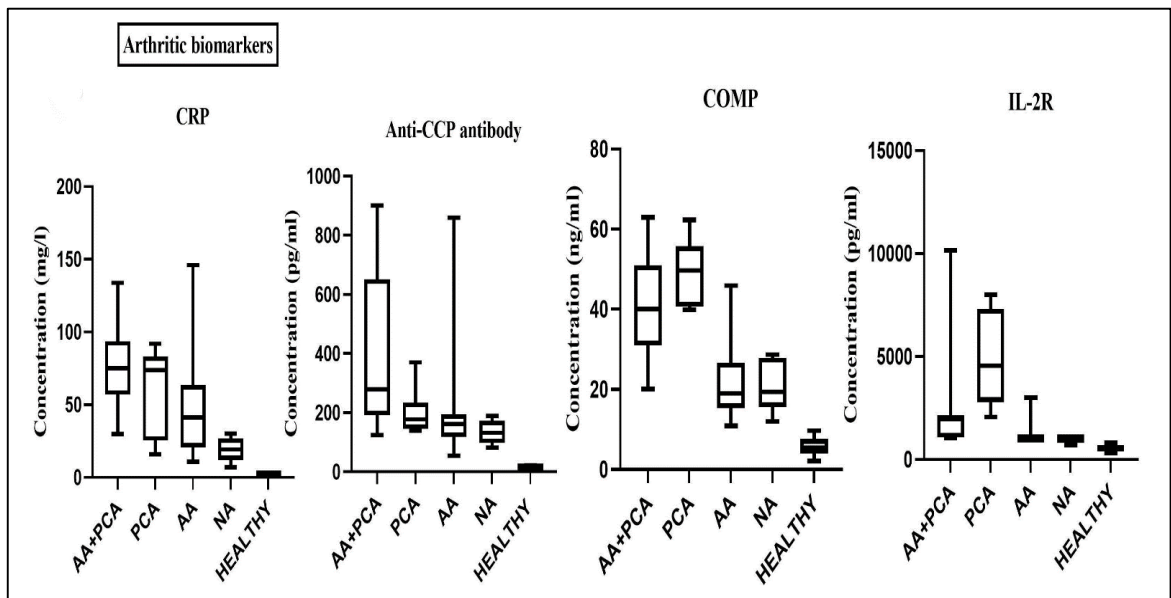 Arthritic biomarkers
CRP
Concentration (mg/l)
200
150
100
50
0
AA+PCA
PCA
AA
NA
HEALTHY
Anti-CCP antibody
Concentration (pg/ml)
1000
800
600
400
200
0
AA+PCA
PCA
AA
NA
HEALTHY
COMP
Concentration (ng/ml)
80
60
40
20
0
AA+PCA
PCA
AA
NA
HEALTHY
IL-2R
Concentration (pg/ml)
15000
10000
5000
0
AA+PCA
PCA
AA
NA
HEALTHY